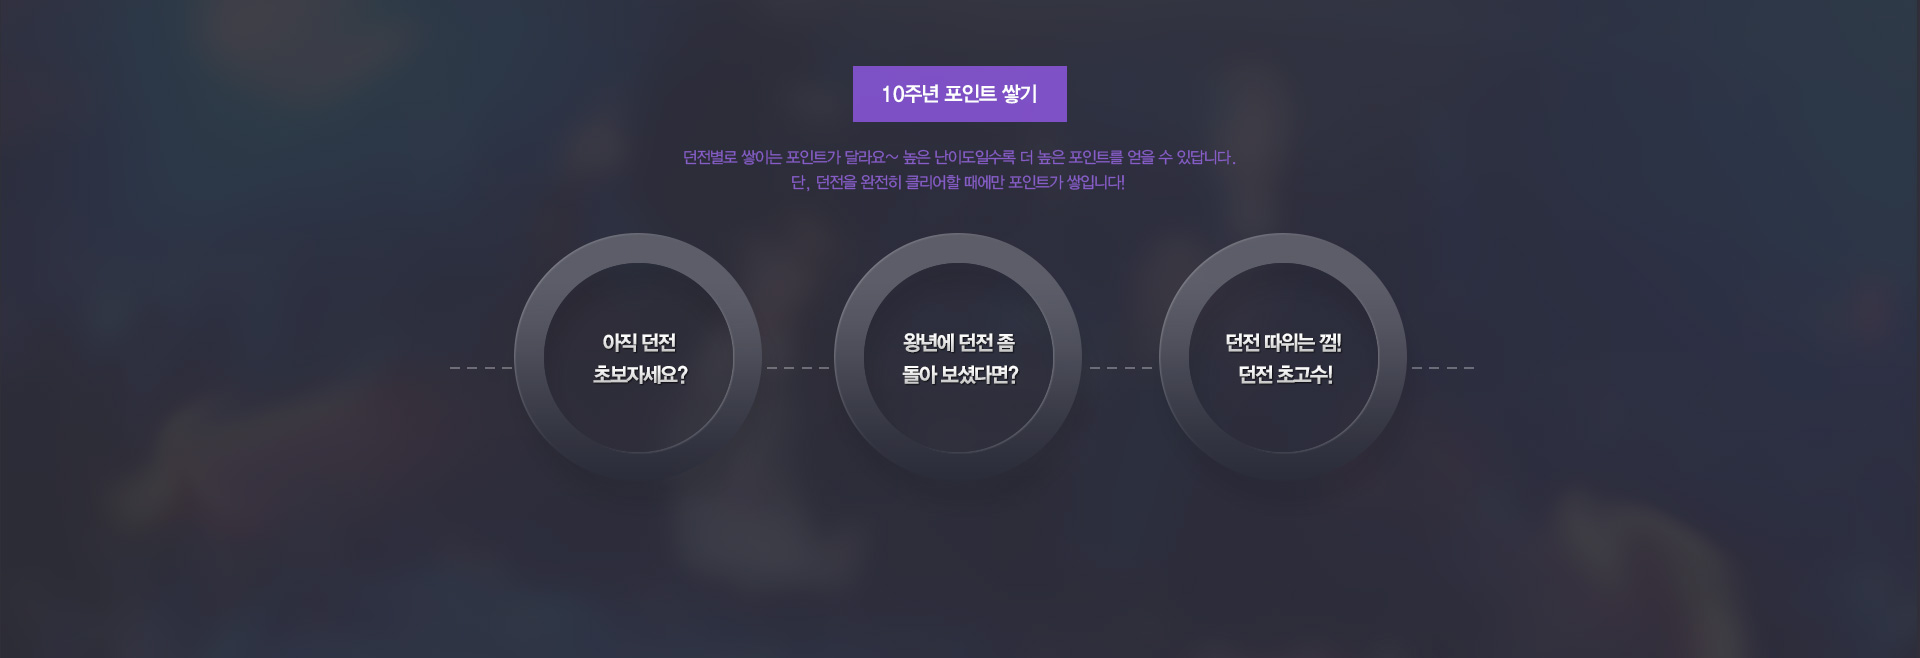 10주년 포인트 쌓기
던전별로 쌓이는 포인트가 달라요~ 높은 난이도일수록 더 높은 포인트를 얻을 수 있답니다.
단, 던전을 완전히 클리어할 때에만 포인트가 쌓입니다!
아직 던전
초보자세요?
왕년에 던전 좀
돌아 보셨다면?
던전 따위는 껌!
던전 초고수!